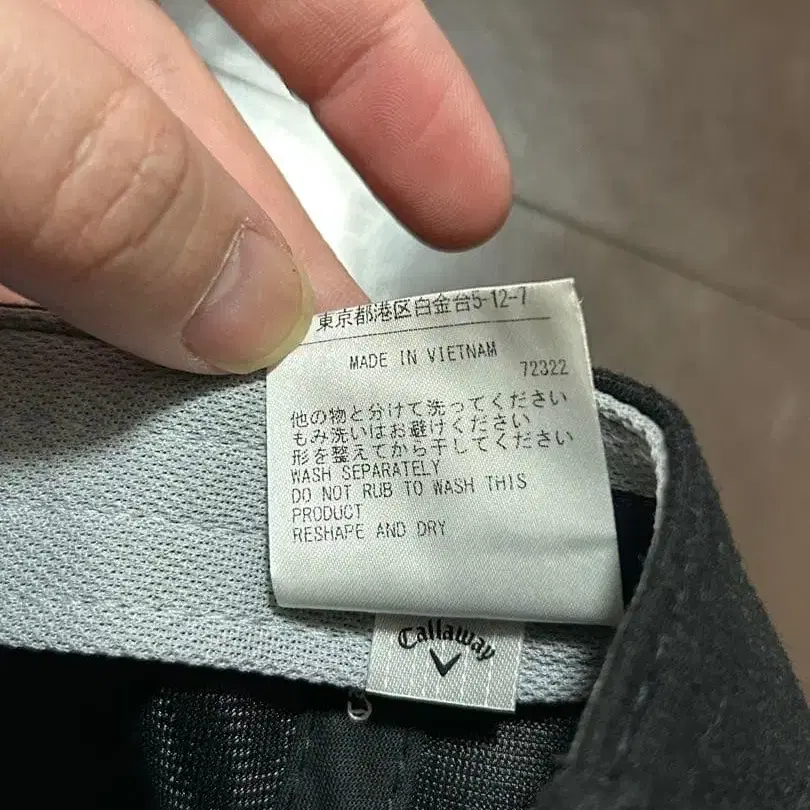 東京都港区白金台5-12-7
MADE IN VIETNAM
72322
他の物と分けて洗ってください
もみ洗いはお避けください
形を整えてから干してください
WASH SEPARATELY
DO NOT RUB TO WASH THIS
PRODUCT
RESHAPE AND DRY
Callaway